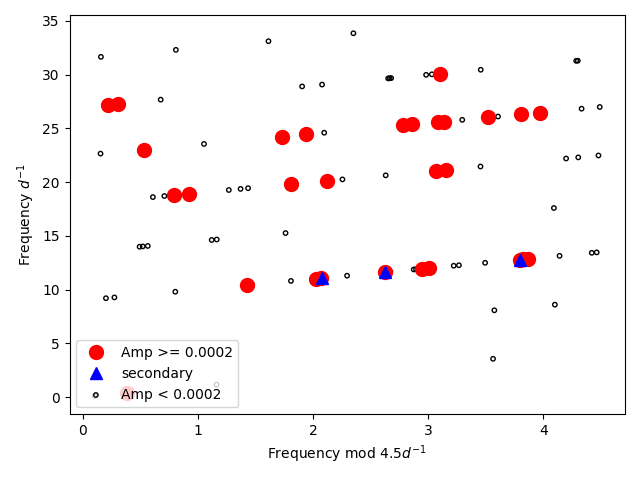 35
30
25
20
15
10
5
0
Frequency $d^{-1}$
Amp >= 0.0002
secondary
Amp < 0.0002
0 1 2 3 4
Frequency mod 4.5$d^{-1}$